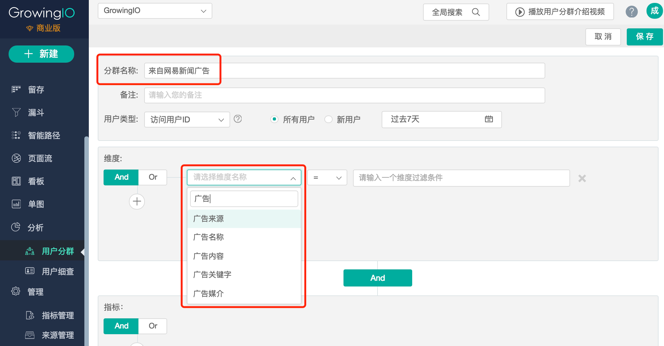 GrowingIO
商业版
GrowingIO
全局搜索
播放用户分群介绍视频
?
成
+ 新建
取 消
保 存
留存
漏斗
智能路径
页面流
看板
单图
分析
用户分群
用户细查
管理
指标管理
来源管理
分群名称: 来自网易新闻广告
备注: 请输入您的备注
用户类型: 访问用户ID ? 所有用户 新用户 过去7天
维度:
And Or 请选择维度名称 = 请输入一个维度过滤条件
广告
广告来源
广告名称
广告内容
广告关键字
广告媒介
And
指标:
And Or